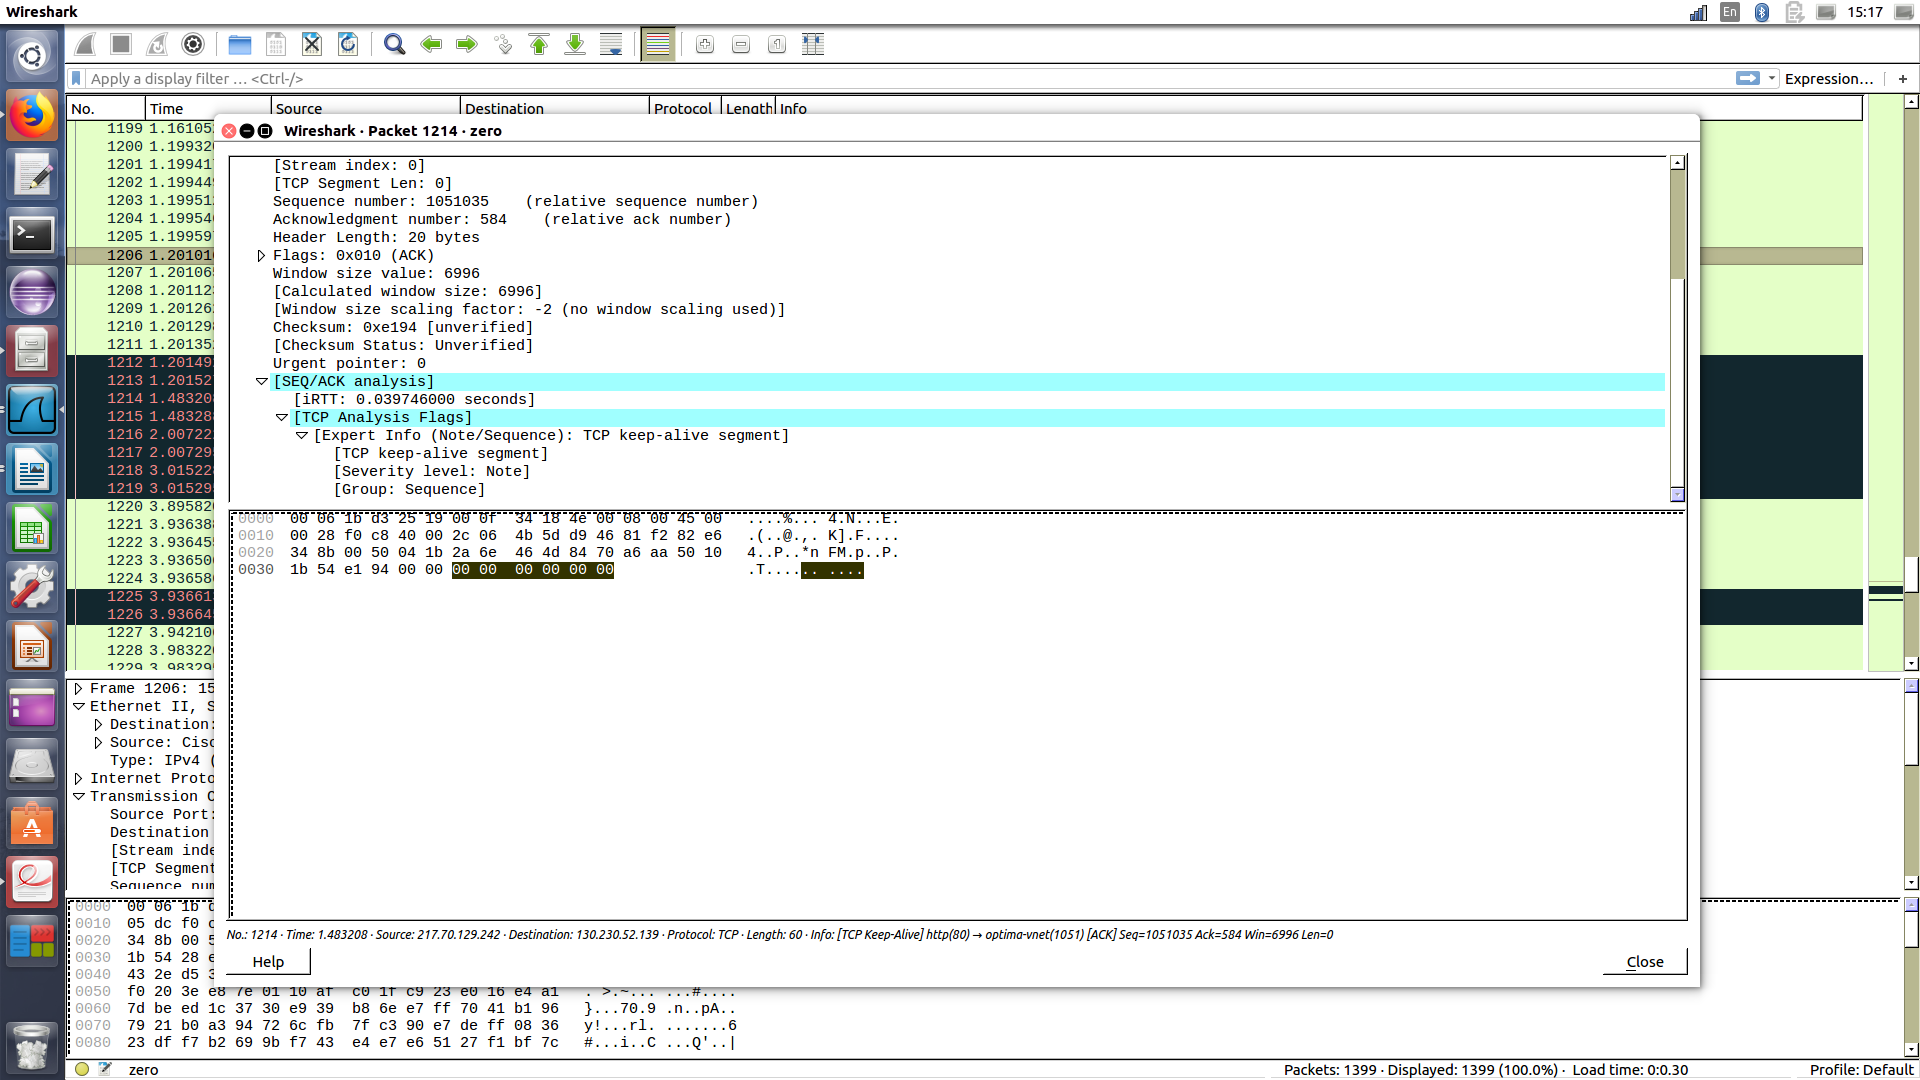 Wireshark
En
15:17
Apply a display filter … <Ctrl-/>
Expression…
+
No. Time Source Destination Protocol Length Info
1199 1.16105
1200 1.19932
1201 1.19941
1202 1.19944
1203 1.19951
1204 1.19954
1205 1.19959
1206 1.20101
1207 1.20106
1208 1.20112
1209 1.20126
1210 1.20129
1211 1.20135
1212 1.20149
1213 1.20152
1214 1.48320
1215 1.48328
1216 2.00722
1217 2.00729
1218 3.01522
1219 3.01529
1220 3.89582
1221 3.93638
1222 3.93645
1223 3.93650
1224 3.93658
1225 3.93661
1226 3.93664
1227 3.94210
1228 3.98322
1229 3.98329
Wireshark · Packet 1214 · zero
[Stream index: 0]
[TCP Segment Len: 0]
Sequence number: 1051035    (relative sequence number)
Acknowledgment number: 584    (relative ack number)
Header Length: 20 bytes
Flags: 0x010 (ACK)
Window size value: 6996
[Calculated window size: 6996]
[Window size scaling factor: -2 (no window scaling used)]
Checksum: 0xe194 [unverified]
[Checksum Status: Unverified]
Urgent pointer: 0
[SEQ/ACK analysis]
[iRTT: 0.039746000 seconds]
[TCP Analysis Flags]
[Expert Info (Note/Sequence): TCP keep-alive segment]
[TCP keep-alive segment]
[Severity level: Note]
[Group: Sequence]
0000 00 06 1b d3 25 19 00 0f 34 18 4e 00 08 00 45 00 ....%... 4.N...E.
0010 00 28 f0 c8 40 00 2c 06 4b 5d d9 46 81 f2 82 e6 .(..@.,. K].F....
0020 34 8b 00 50 04 1b 2a 6e 46 4d 84 70 a6 aa 50 10 4..P..*n FM.p..P.
0030 1b 54 e1 94 00 00 00 00 00 00 00 00 .T...... ....
No.: 1214 · Time: 1.483208 · Source: 217.70.129.242 · Destination: 130.230.52.139 · Protocol: TCP · Length: 60 · Info: [TCP Keep-Alive] http(80) → optima-vnet(1051) [ACK] Seq=1051035 Ack=584 Win=6996 Len=0
Help
Close
Frame 1206: 15
Ethernet II, S
Destination:
Source: Cisc
Type: IPv4 (
Internet Proto
Transmission C
Source Port:
Destination
[Stream inde
[TCP Segment
Sequence num
0000 00 06 1b d
0010 05 dc f0 c
0020 34 8b 00 5
0030 1b 54 28 e
0040 43 2e d5 3
0050 f0 20 3e e8 7e 01 10 af c0 1f c9 23 e0 16 e4 a1 . >.~... ...#....
0060 7d be ed 1c 37 30 e9 39 b8 6e e7 ff 70 41 b1 96 }...70.9 .n..pA..
0070 79 21 b0 a3 94 72 6c fb 7f c3 90 e7 de ff 08 36 y!...rl. .......6
0080 23 df f7 b2 69 9b f7 43 e4 e7 e6 51 27 f1 bf 7c #...i..C ...Q'..|
zero
Packets: 1399 · Displayed: 1399 (100.0%) · Load time: 0:0.30
Profile: Default